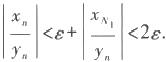 |x_n / y_n| < ε + |x_{N_1} / y_n| < 2ε.